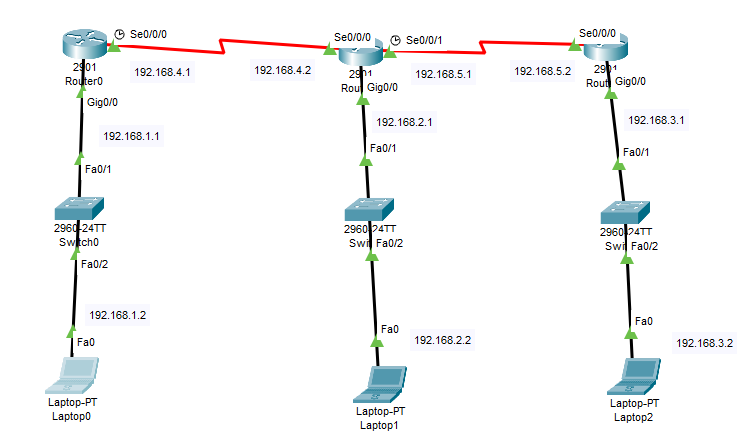 Se0/0/0
Se0/0/0
Se0/0/1
Se0/0/0
2901
Router0
192.168.4.1
192.168.4.2
192.168.5.1
192.168.5.2
Gig0/0
Gig0/0
Gig0/0
192.168.1.1
192.168.2.1
192.168.3.1
Fa0/1
Fa0/1
Fa0/1
2960-24TT
Switch0
2960-24TT
2960-24TT
Fa0/2
Fa0/2
Fa0/2
192.168.1.2
192.168.2.2
192.168.3.2
Fa0
Fa0
Fa0
Laptop-PT
Laptop0
Laptop-PT
Laptop1
Laptop-PT
Laptop2